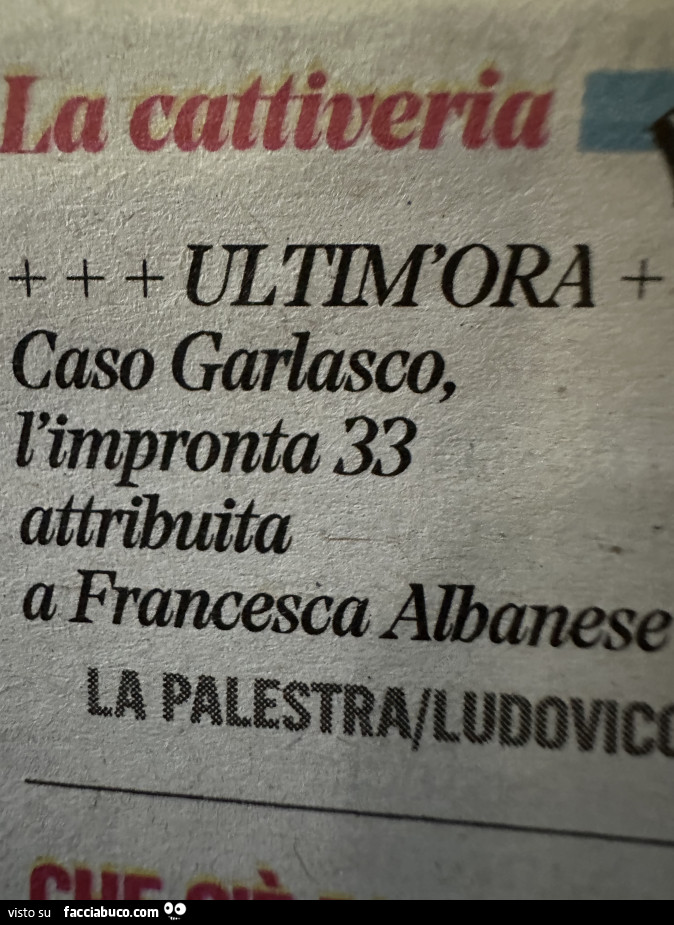 La cattiveria
+ + + ULTIM'ORA +
Caso Garlasco,
l'impronta 33
attribuita
a Francesca Albanese
LA PALESTRA/LUDOVICO
visto su facciabuco.com